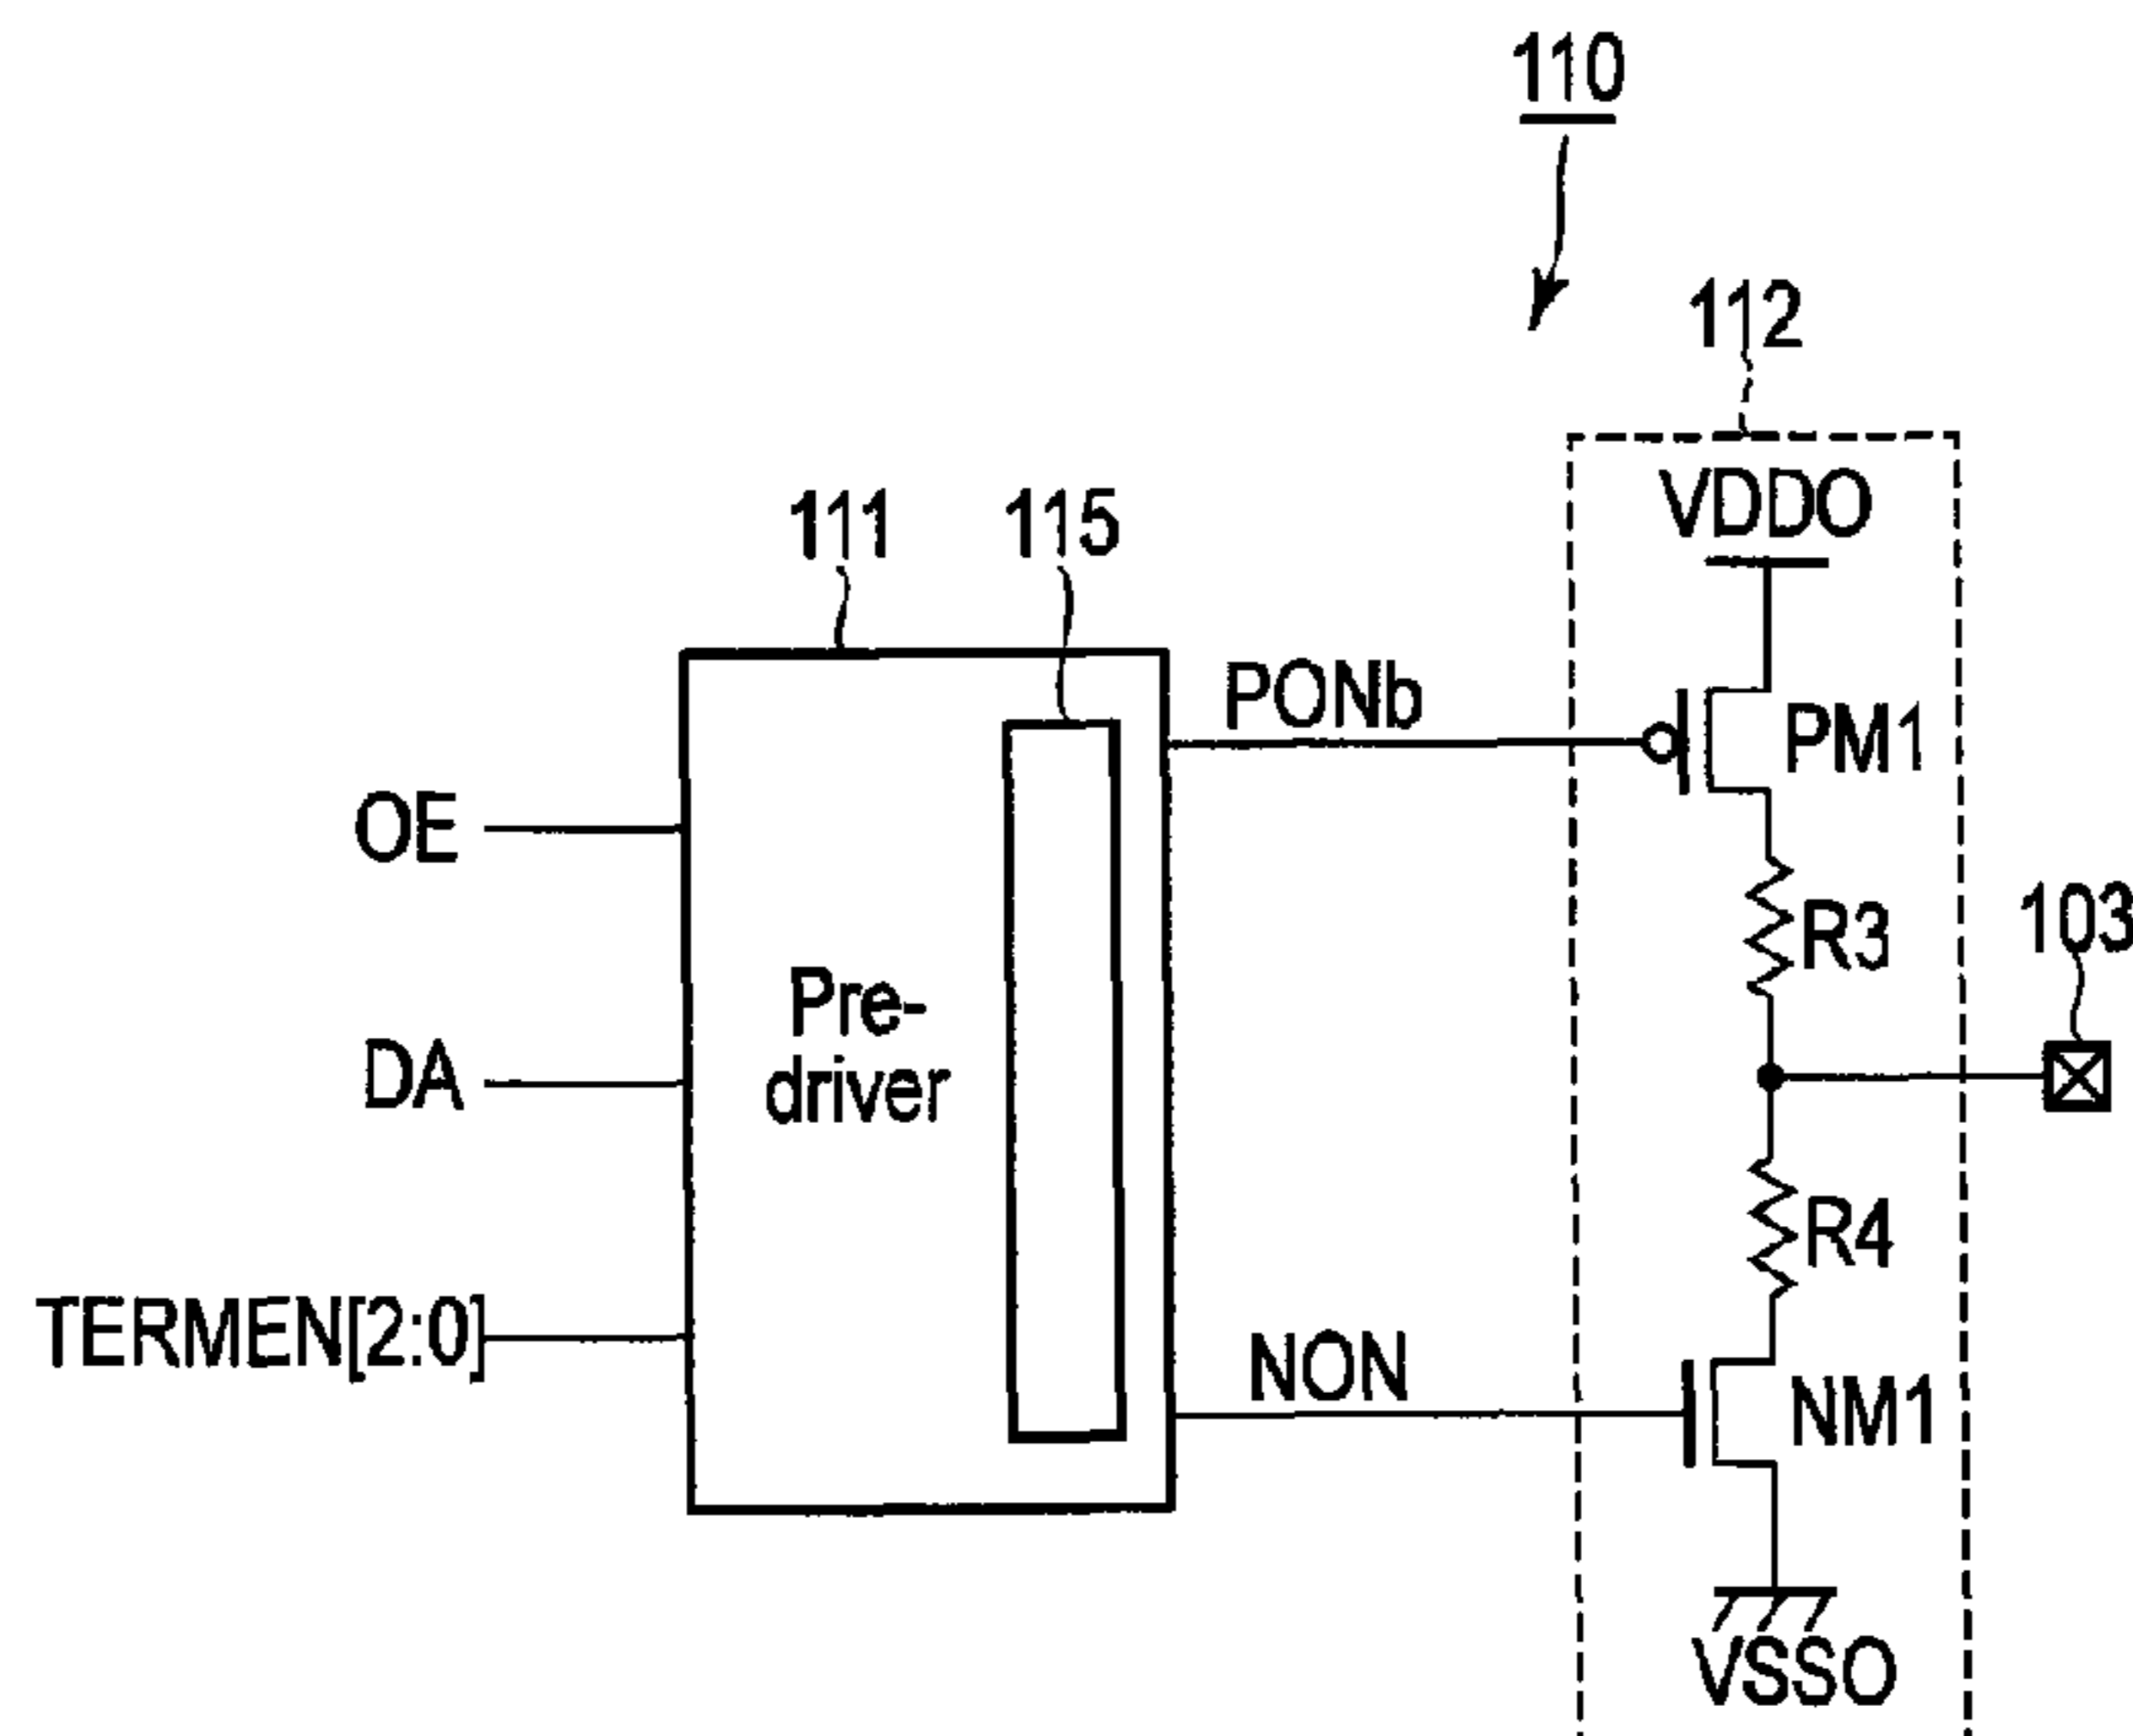 110
112
VDDO
111
115
PONb
PM1
OE
R3
103
Pre-
driver
DA
R4
TERMEN[2:0]
NON
NM1
VSSO